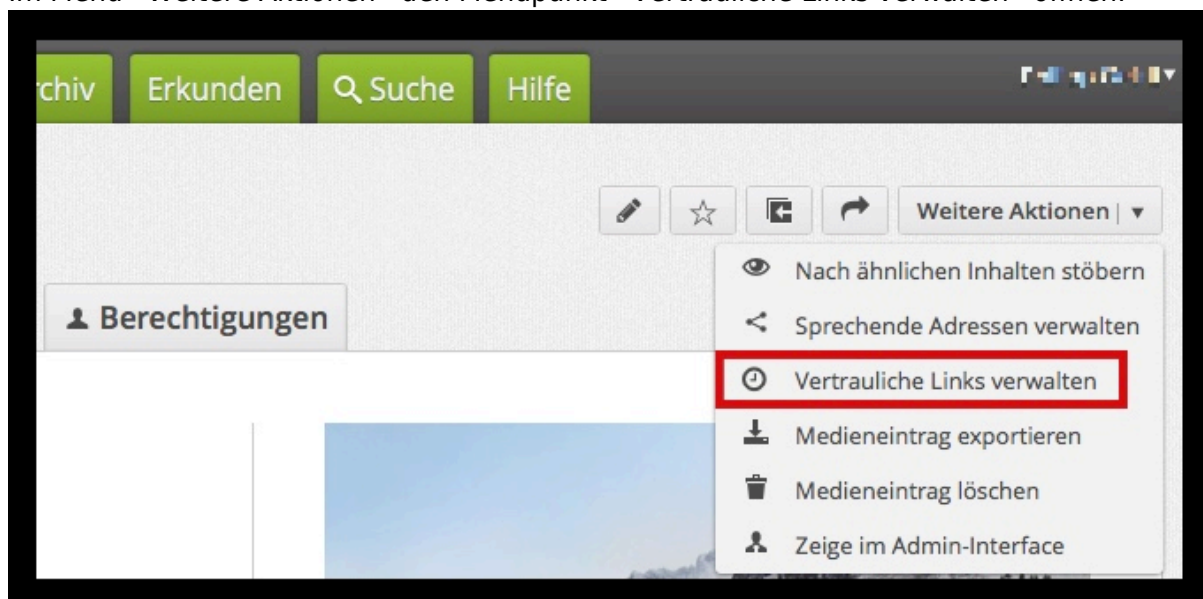 Im Menü "Weitere Aktionen" den Menüpunkt "Vertrauliche Links verwalten" öffnen.
chiv Erkunden Suche Hilfe
Weitere Aktionen
Nach ähnlichen Inhalten stöbern
Berechtigungen
Sprechende Adressen verwalten
Vertrauliche Links verwalten
Medieneintrag exportieren
Medieneintrag löschen
Zeige im Admin-Interface